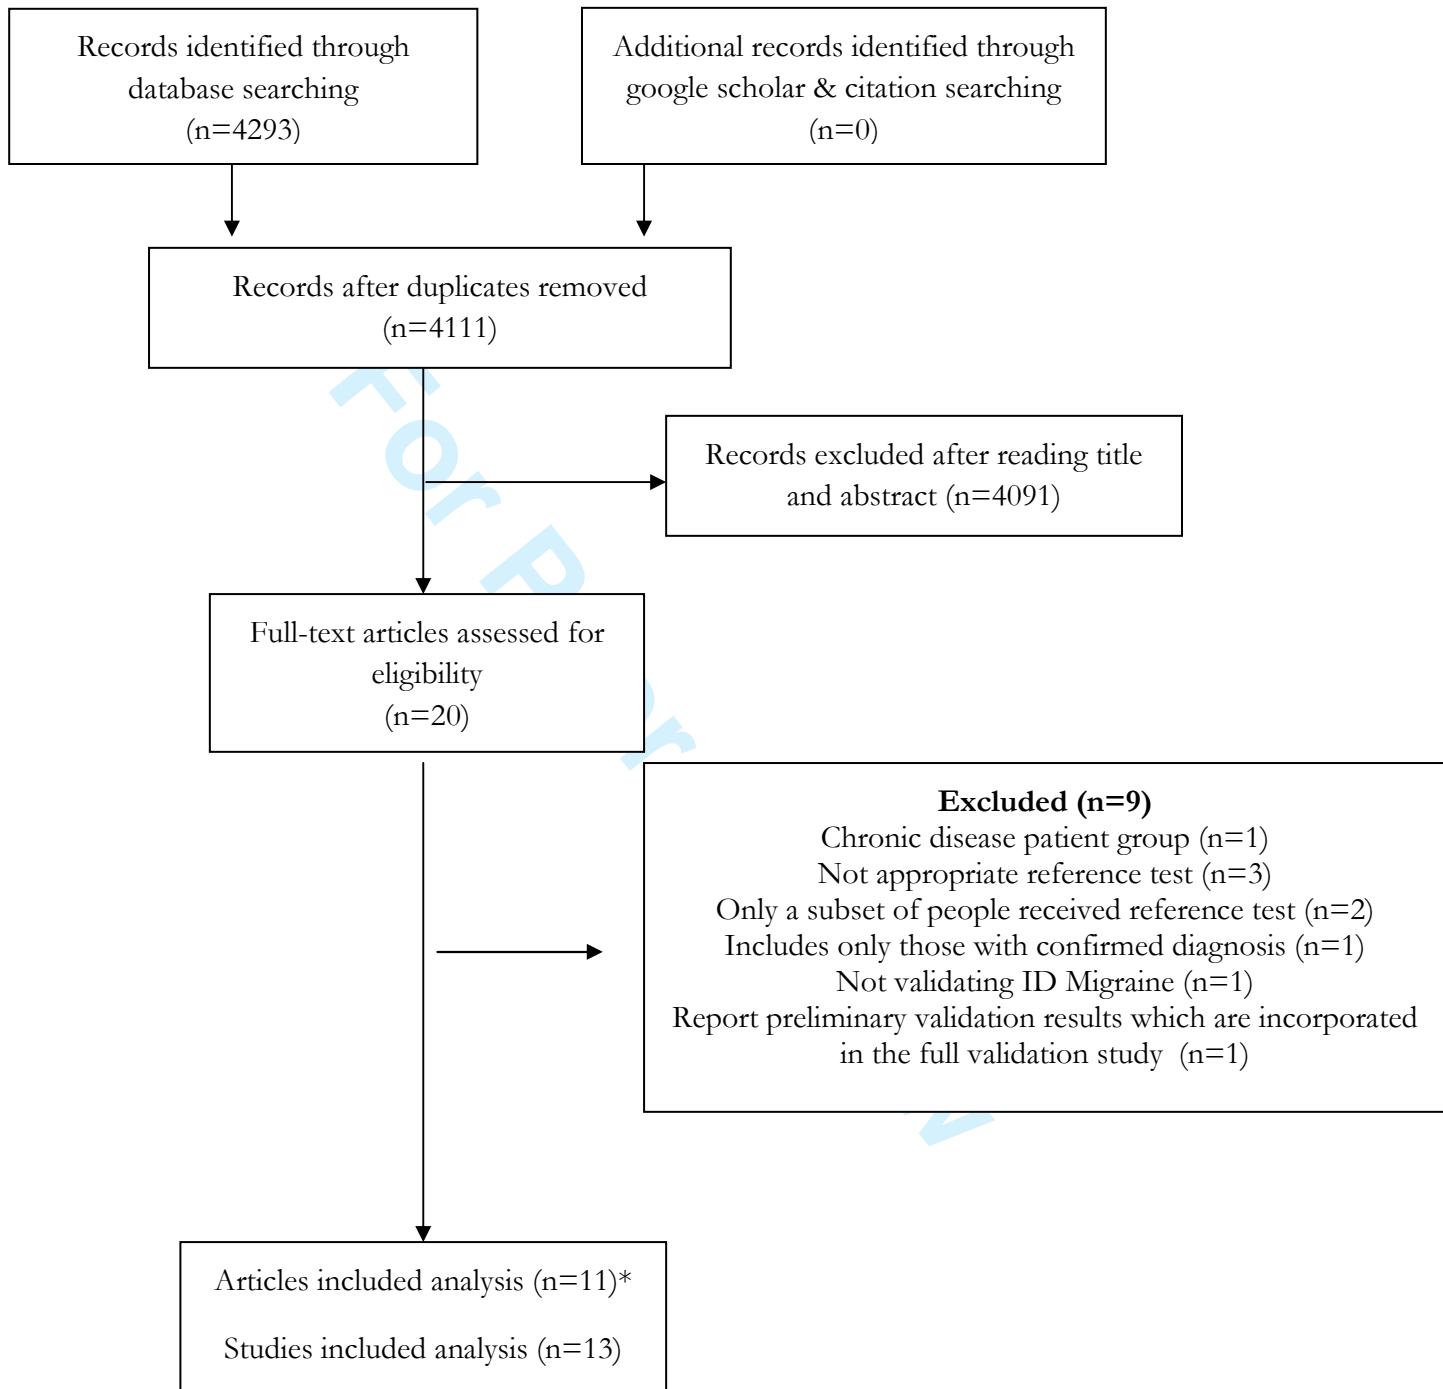 Records identified through
database searching
(n=4293)
Additional records identified through
google scholar & citation searching
(n=0)
Records after duplicates removed
(n=4111)
Records excluded after reading title
and abstract (n=4091)
Full-text articles assessed for
eligibility
(n=20)
Excluded (n=9)
Chronic disease patient group (n=1)
Not appropriate reference test (n=3)
Only a subset of people received reference test (n=2)
Includes only those with confirmed diagnosis (n=1)
Not validating ID Migraine (n=1)
Report preliminary validation results which are incorporated
in the full validation study (n=1)
Articles included analysis (n=11)*
Studies included analysis (n=13)
For